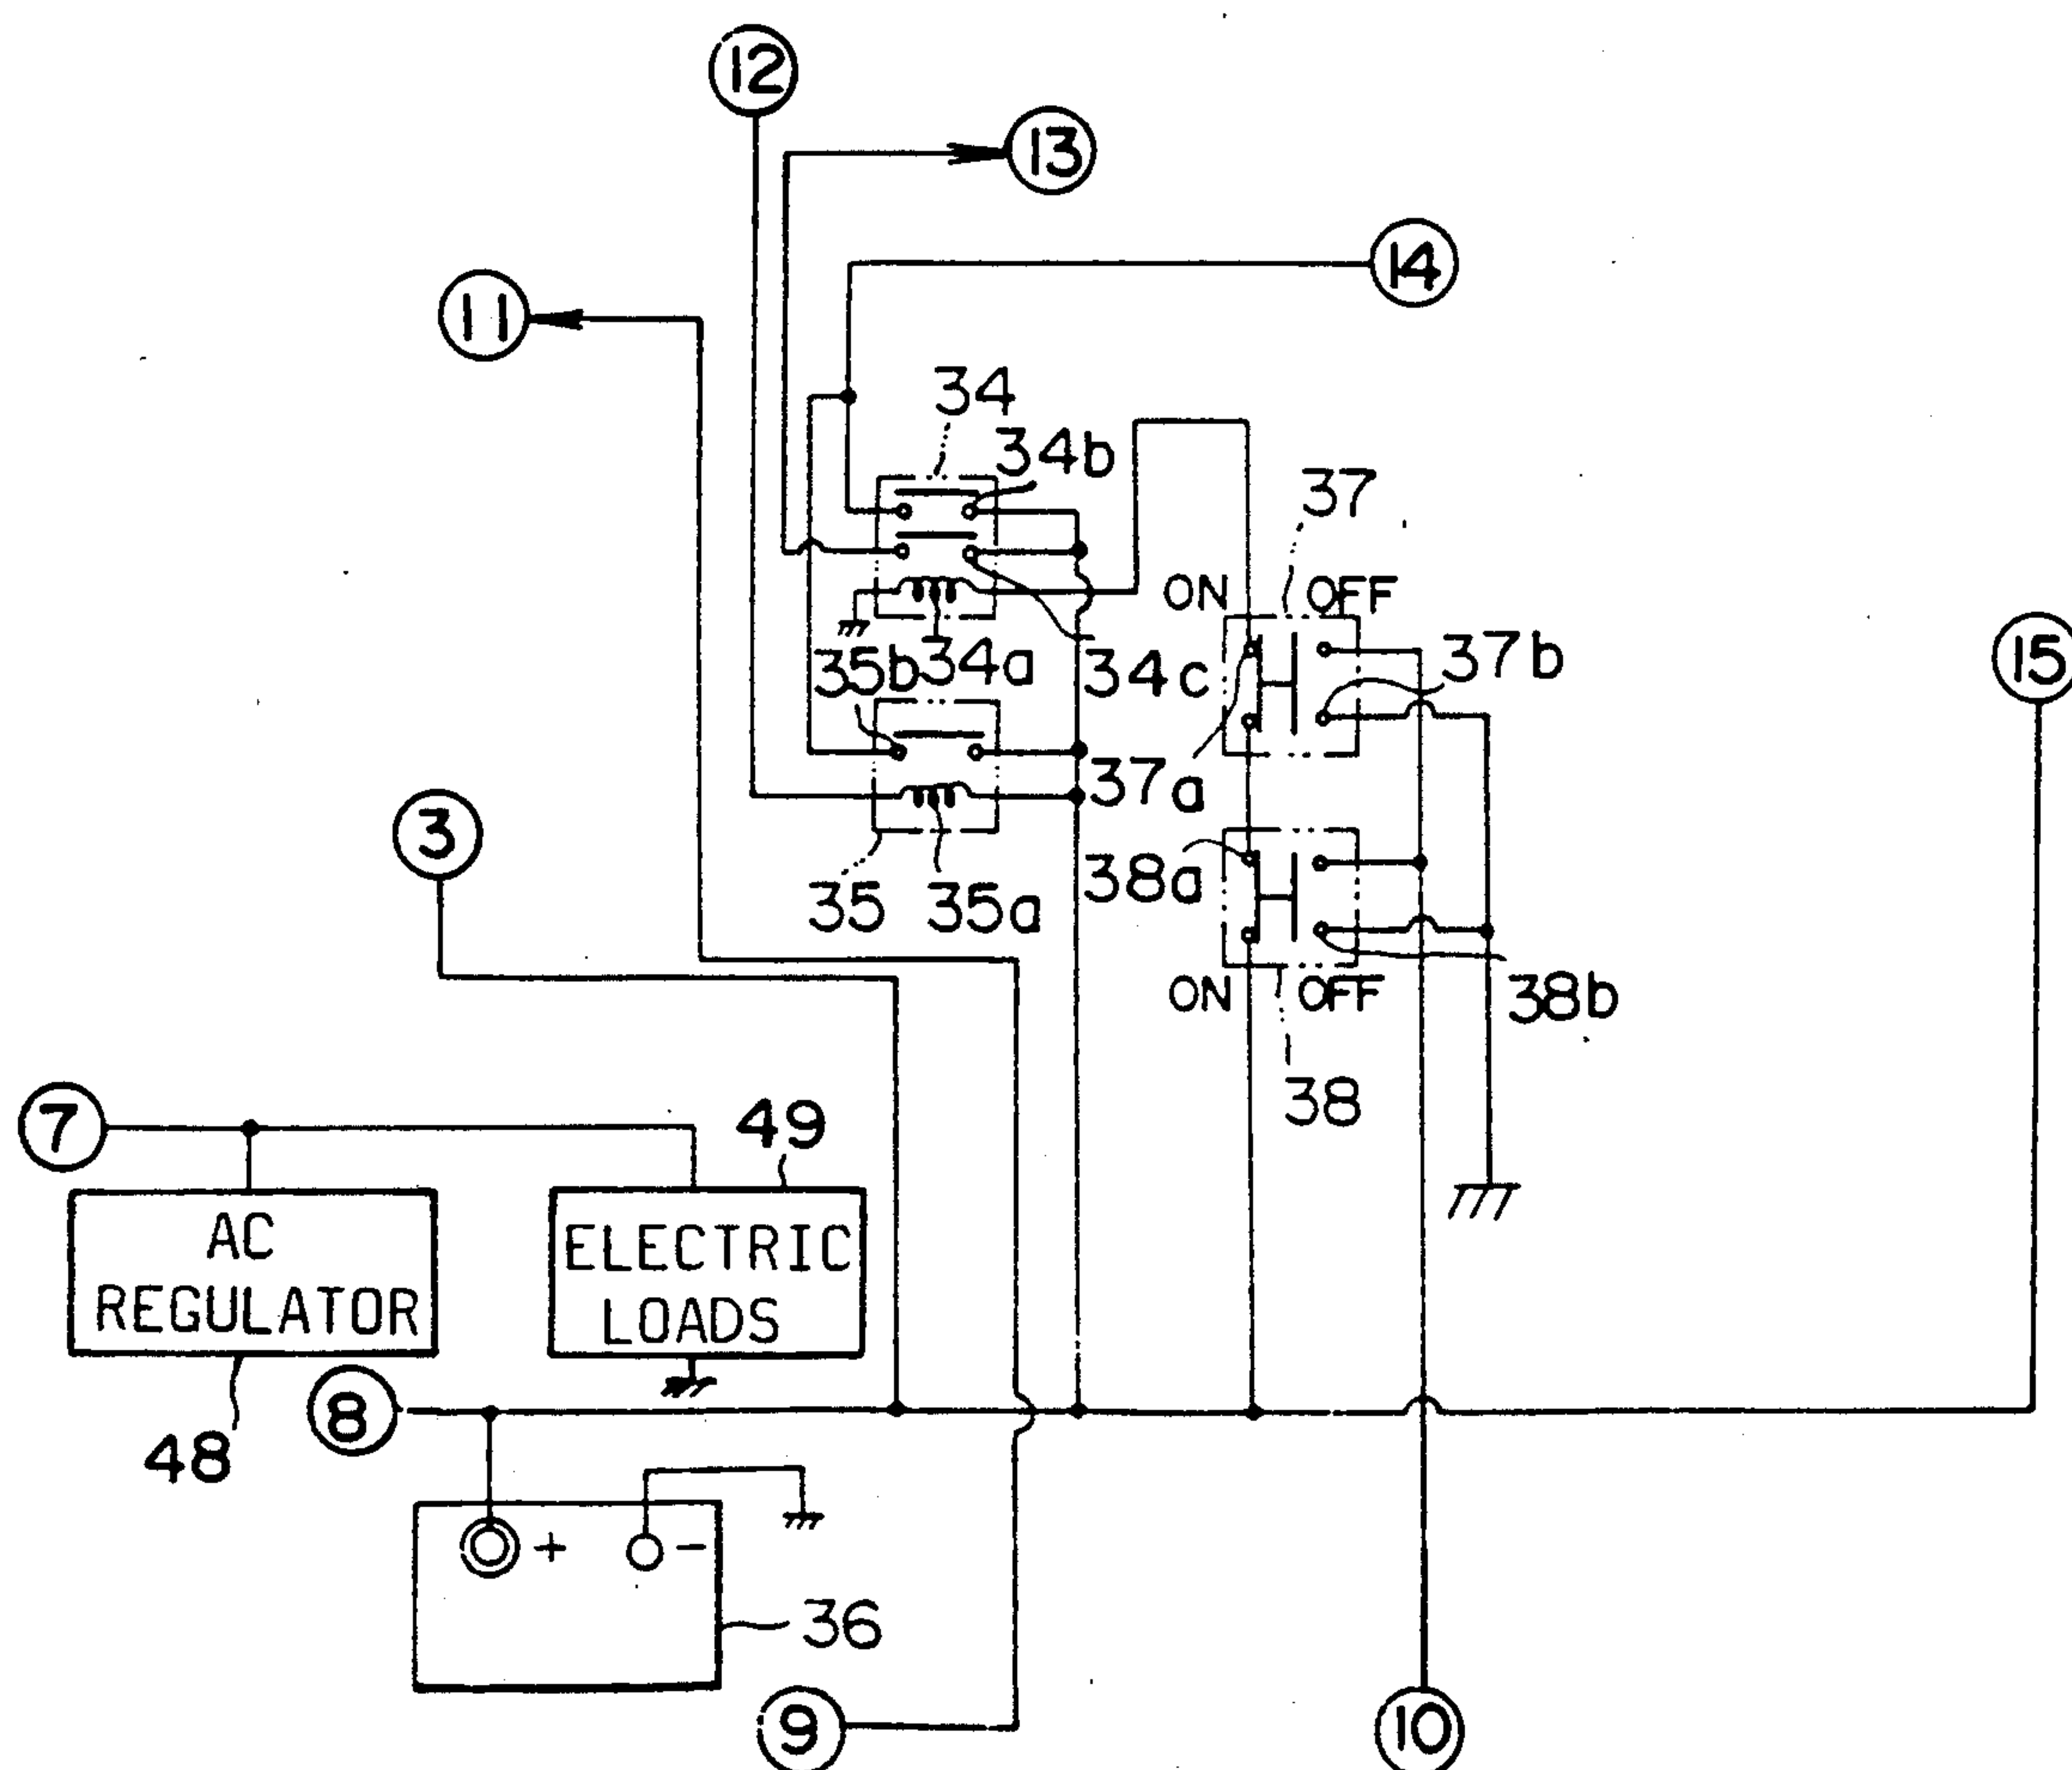 12
13
14
11
34
34b
37
ON OFF
37b
15
35b 34a
34c
37a
3
38a
35 35a
ON OFF
38b
38
7
49
AC
REGULATOR
ELECTRIC
LOADS
8
48
+ −
36
9
10